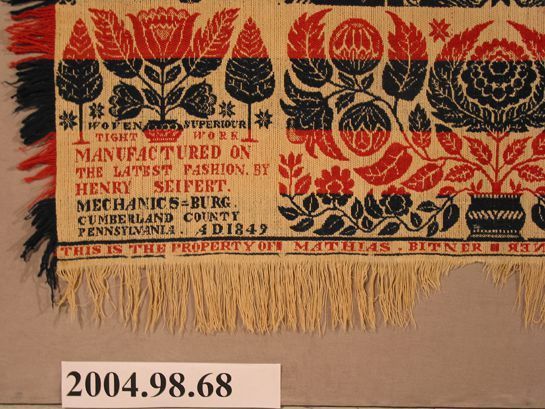 WOVEN SUPERIOUR
TIGHT WORK
MANUFACTURED ON
THE LATEST FASHION. BY
HENRY SEIFERT.
MECHANICS=BURG.
CUMBERLAND COUNTY
PENNSYLVANIA. AD1849
THIS IS THE PROPERTY OF MATHIAS . BITNER
2004.98.68